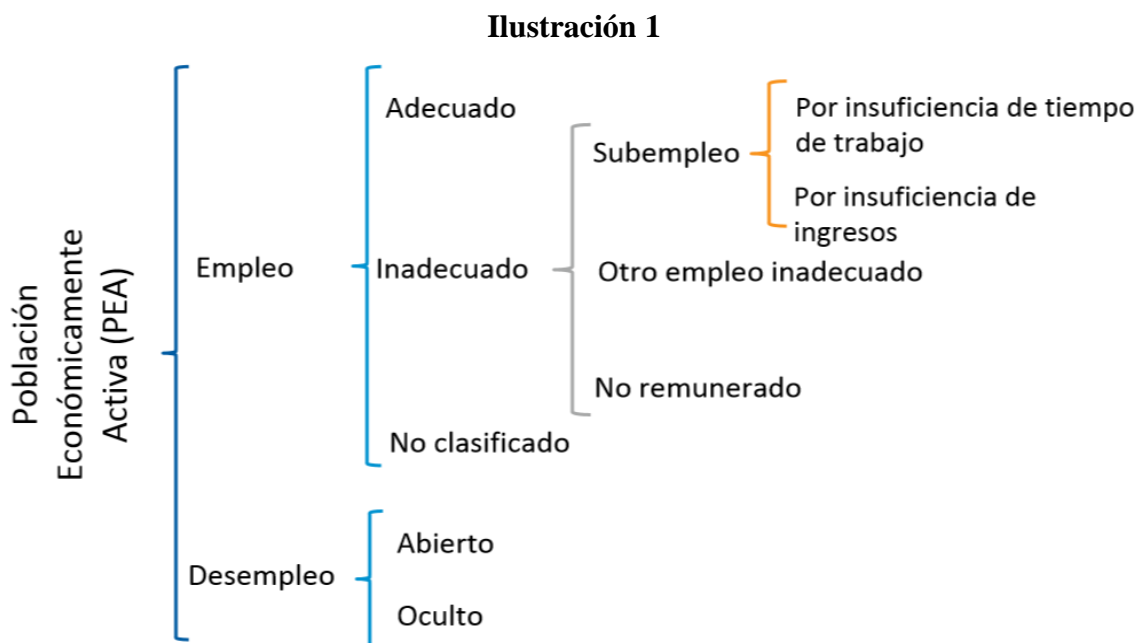 Ilustración 1
Población
Económicamente
Activa (PEA)
Empleo
Adecuado
Inadecuado
Subempleo
Por insuficiencia de tiempo
de trabajo
Por insuficiencia de
ingresos
Otro empleo inadecuado
No remunerado
No clasificado
Desempleo
Abierto
Oculto